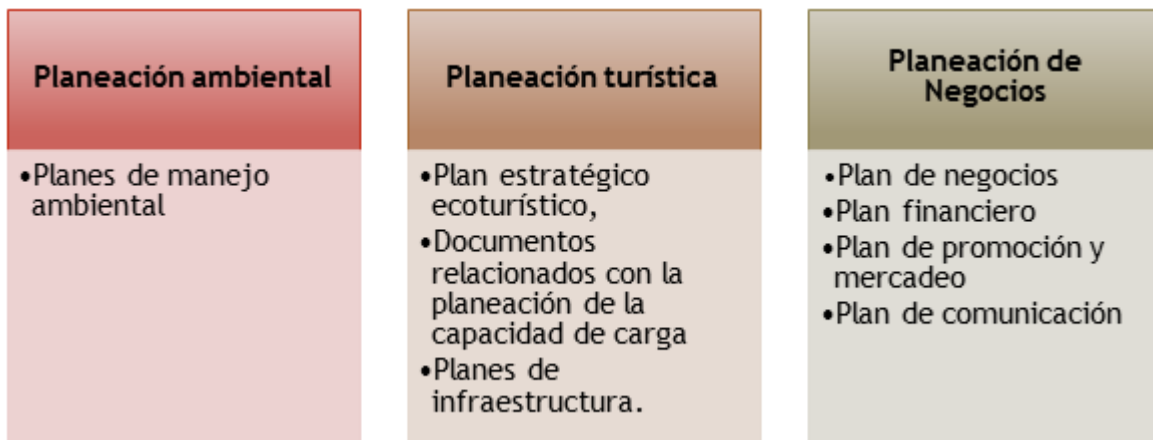 Planeación ambiental
•Planes de manejo
ambiental
Planeación turística
•Plan estratégico
ecoturístico,
•Documentos
relacionados con la
planeación de la
capacidad de carga
•Planes de
infraestructura.
Planeación de
Negocios
•Plan de negocios
•Plan financiero
•Plan de promoción y
mercadeo
•Plan de comunicación